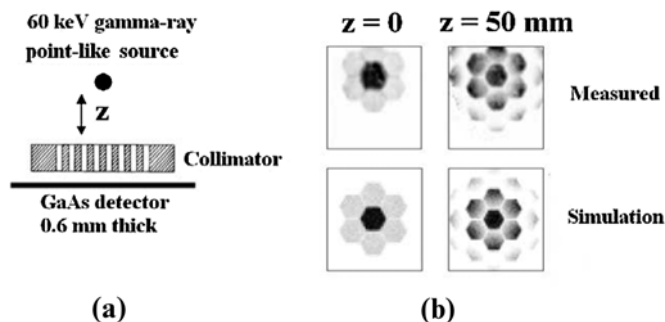 60 keV gamma-ray
point-like source
z
Collimator
GaAs detector
0.6 mm thick
(a)
z = 0 z = 50 mm
Measured
Simulation
(b)